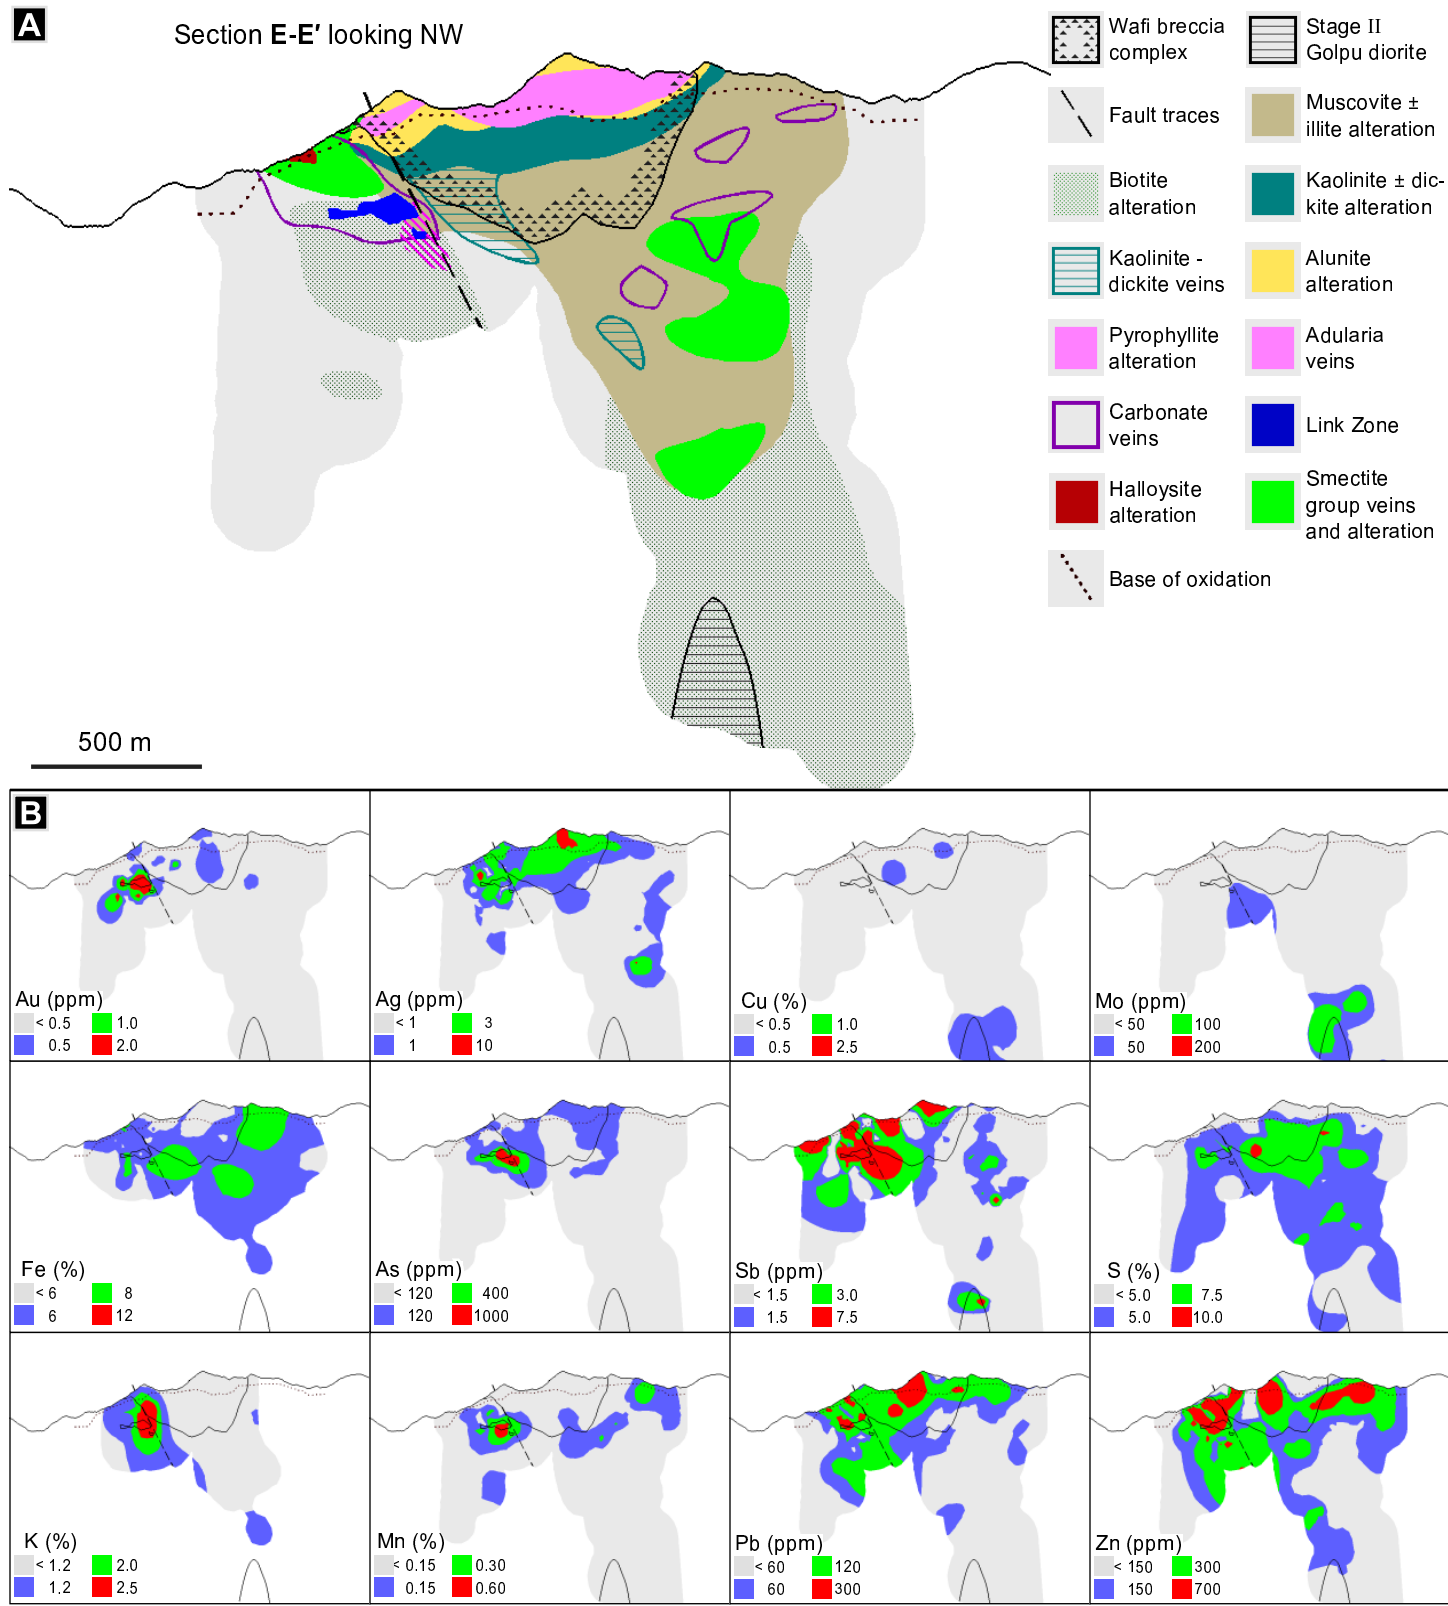 A
Section E-E′ looking NW
Wafi breccia
complex
Stage II
Golpu diorite
Fault traces
Muscovite ±
illite alteration
Biotite
alteration
Kaolinite ± dic-
kite alteration
Kaolinite -
dickite veins
Alunite
alteration
Pyrophyllite
alteration
Adularia
veins
Carbonate
veins
Link Zone
Halloysite
alteration
Smectite
group veins
and alteration
Base of oxidation
500 m
B
Au (ppm)
< 0.5 1.0
0.5 2.0
Ag (ppm)
< 1 3
1 10
Cu (%)
< 0.5 1.0
0.5 2.5
Mo (ppm)
< 50 100
50 200
Fe (%)
< 6 8
6 12
As (ppm)
< 120 400
120 1000
Sb (ppm)
< 1.5 3.0
1.5 7.5
S (%)
< 5.0 7.5
5.0 10.0
K (%)
< 1.2 2.0
1.2 2.5
Mn (%)
< 0.15 0.30
0.15 0.60
Pb (ppm)
< 60 120
60 300
Zn (ppm)
< 150 300
150 700